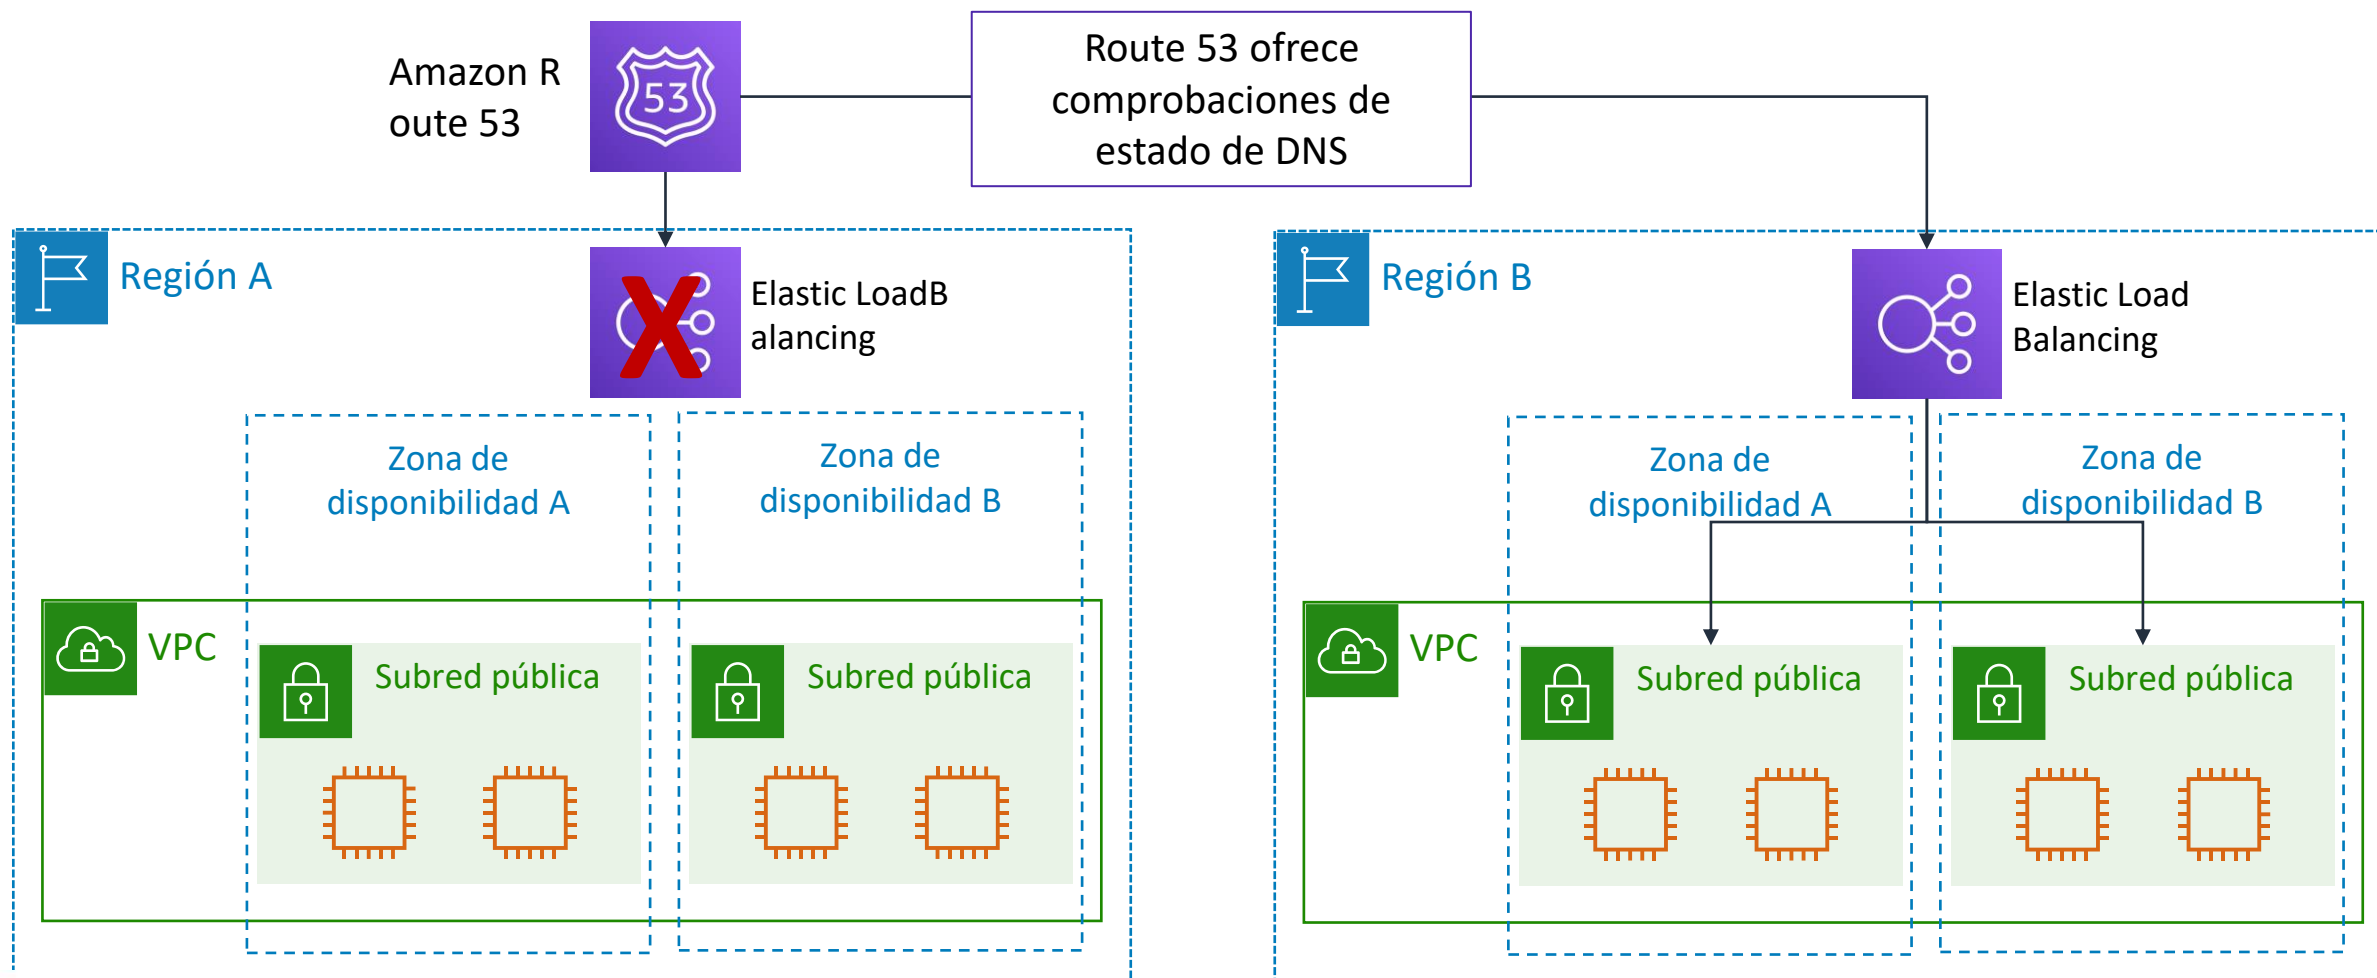 Amazon R
oute 53
53
Route 53 ofrece
comprobaciones de
estado de DNS
Región A
X
Elastic LoadB
alancing
Zona de
disponibilidad A
Zona de
disponibilidad B
VPC
Subred pública
Subred pública
Región B
Elastic Load
Balancing
Zona de
disponibilidad A
Zona de
disponibilidad B
VPC
Subred pública
Subred pública